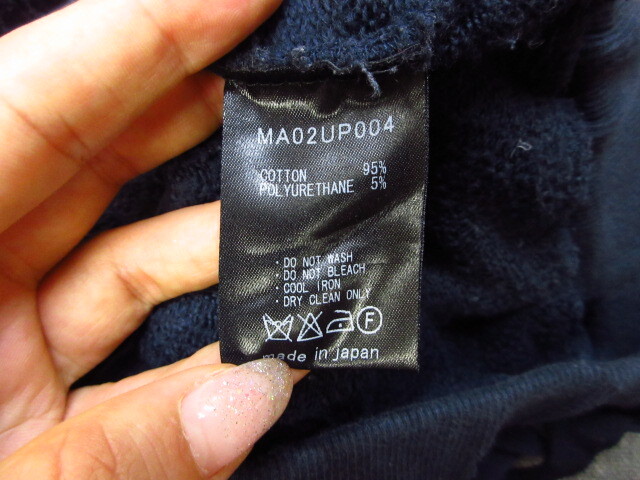 MA02UP004
COTTON 95%
POLYURETHANE 5%
・DO NOT WASH
・DO NOT BLEACH
・COOL IRON
・DRY CLEAN ONLY
F
made in japan